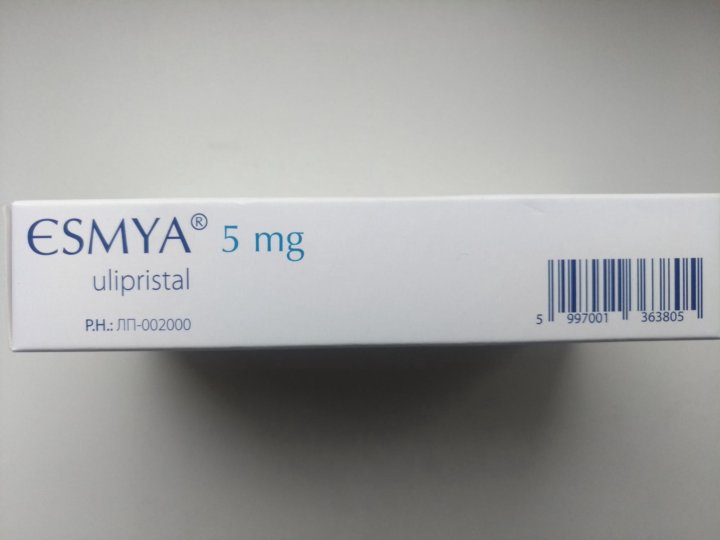 ESMYA® 5 mg
ulipristal
Р.Н.: ЛП-002000
5 997001 363805